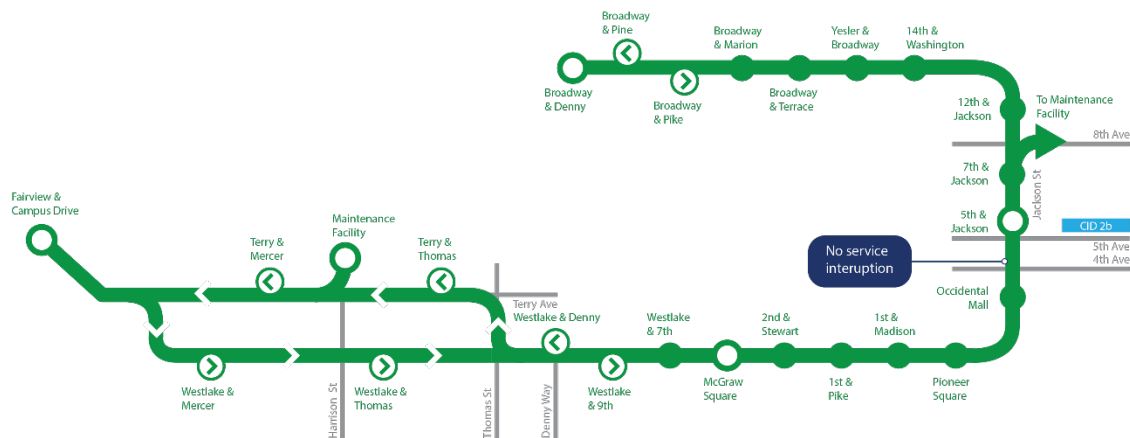 Broadway
& Pine
Broadway
& Marion
Yesler &
Broadway
14th &
Washington
Broadway
& Denny
Broadway
& Pike
Broadway
& Terrace
12th &
Jackson
To Maintenance
Facility
8th Ave
7th &
Jackson
Jackson St
5th &
Jackson
CID 2b
5th Ave
4th Ave
No service
interuption
Occidental
Mall
Fairview &
Campus Drive
Terry &
Mercer
Maintenance
Facility
Terry &
Thomas
Terry Ave
Westlake & Denny
Westlake
& 7th
2nd &
Stewart
1st &
Madison
Westlake &
Mercer
Harrison St
Westlake &
Thomas
Thomas St
Denny Way
Westlake
& 9th
McGraw
Square
1st &
Pike
Pioneer
Square